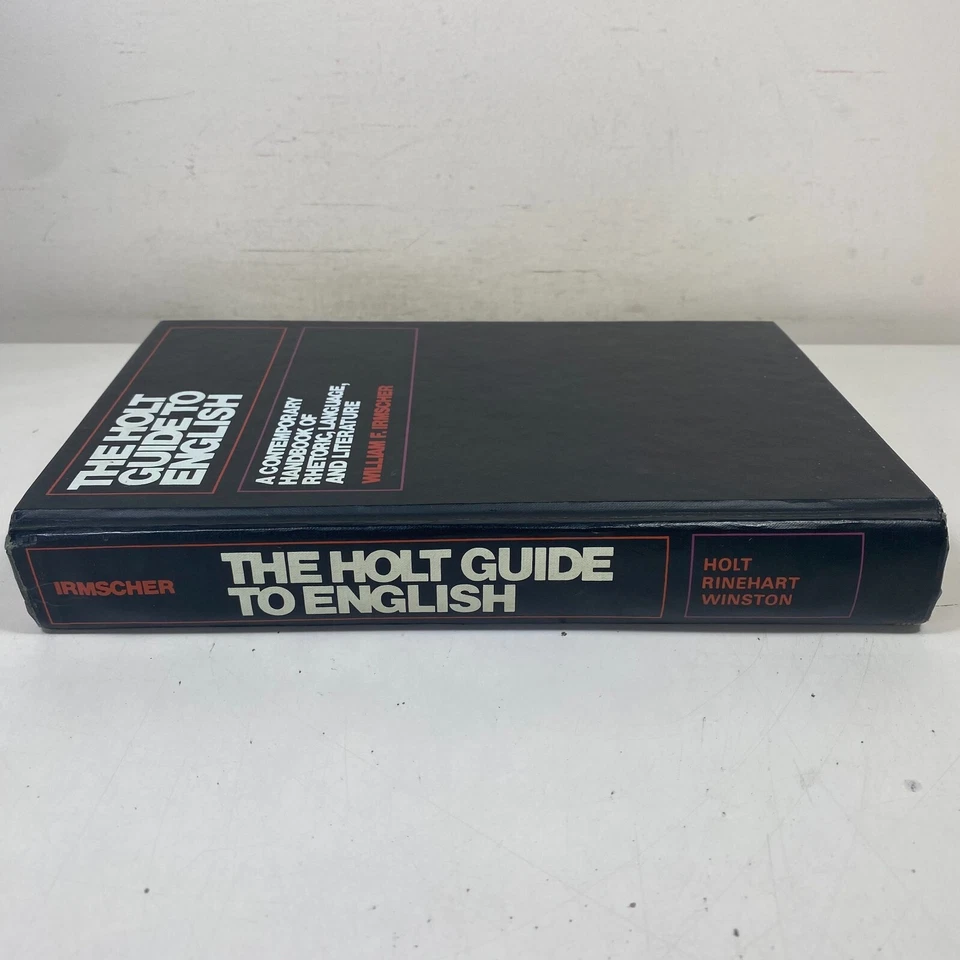 THE HOLT
GUIDE TO
ENGLISH
A CONTEMPORARY
HANDBOOK OF
RHETORIC, LANGUAGE,
AND LITERATURE
WILLIAM F. IRMSCHER
IRMSCHER
THE HOLT GUIDE
TO ENGLISH
HOLT
RINEHART
WINSTON